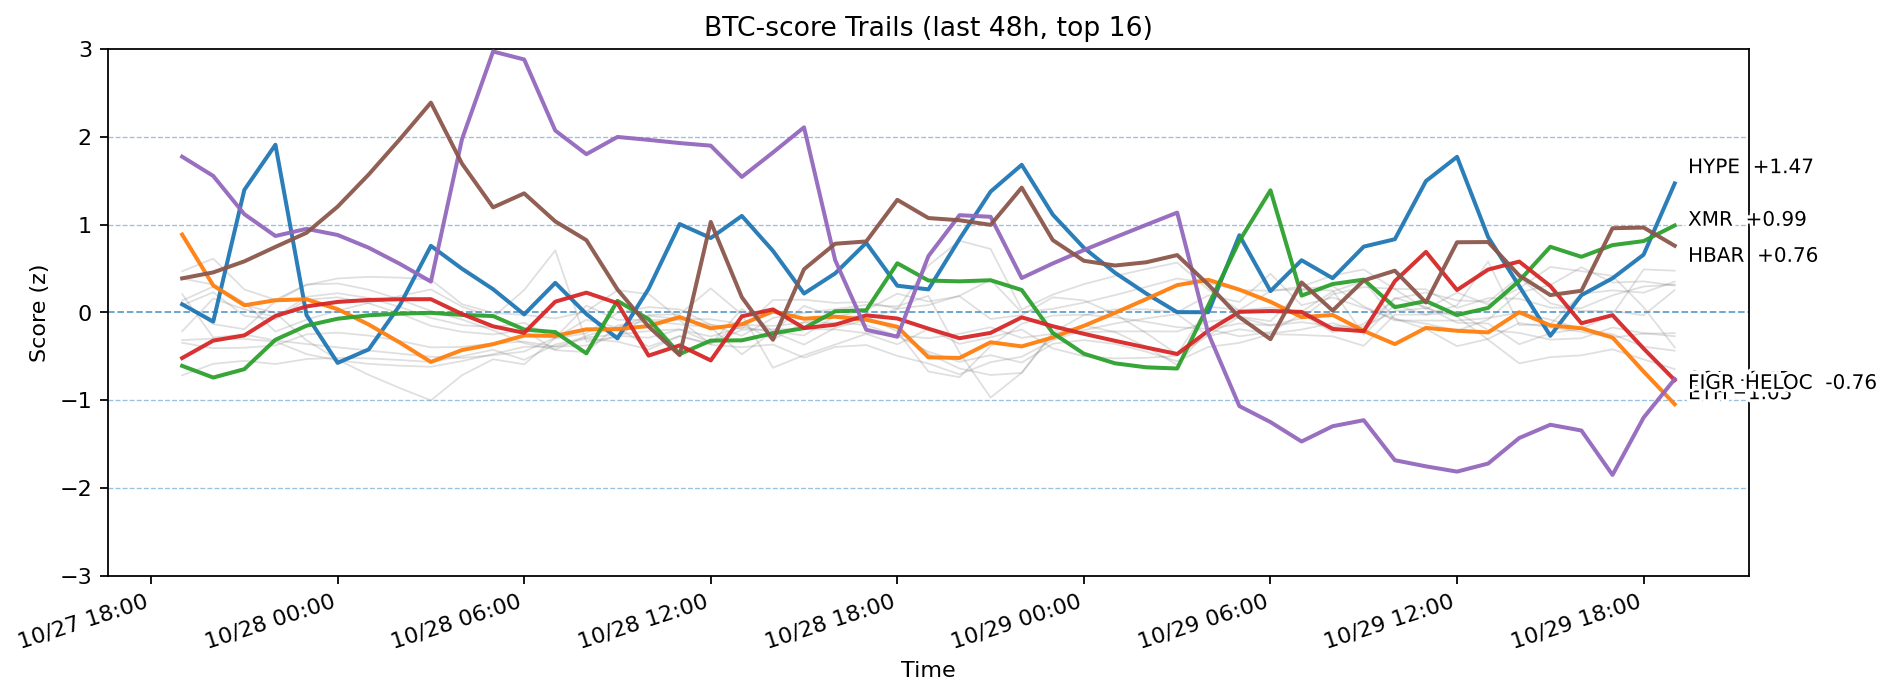 BTC-score Trails (last 48h, top 16)
Score (z)
3
2
1
0
−1
−2
−3
HYPE +1.47
XMR +0.99
HBAR +0.76
FIGR_HELOC -0.76
ETH −1.05
10/27 18:00
10/28 00:00
10/28 06:00
10/28 12:00
10/28 18:00
10/29 00:00
10/29 06:00
10/29 12:00
10/29 18:00
Time